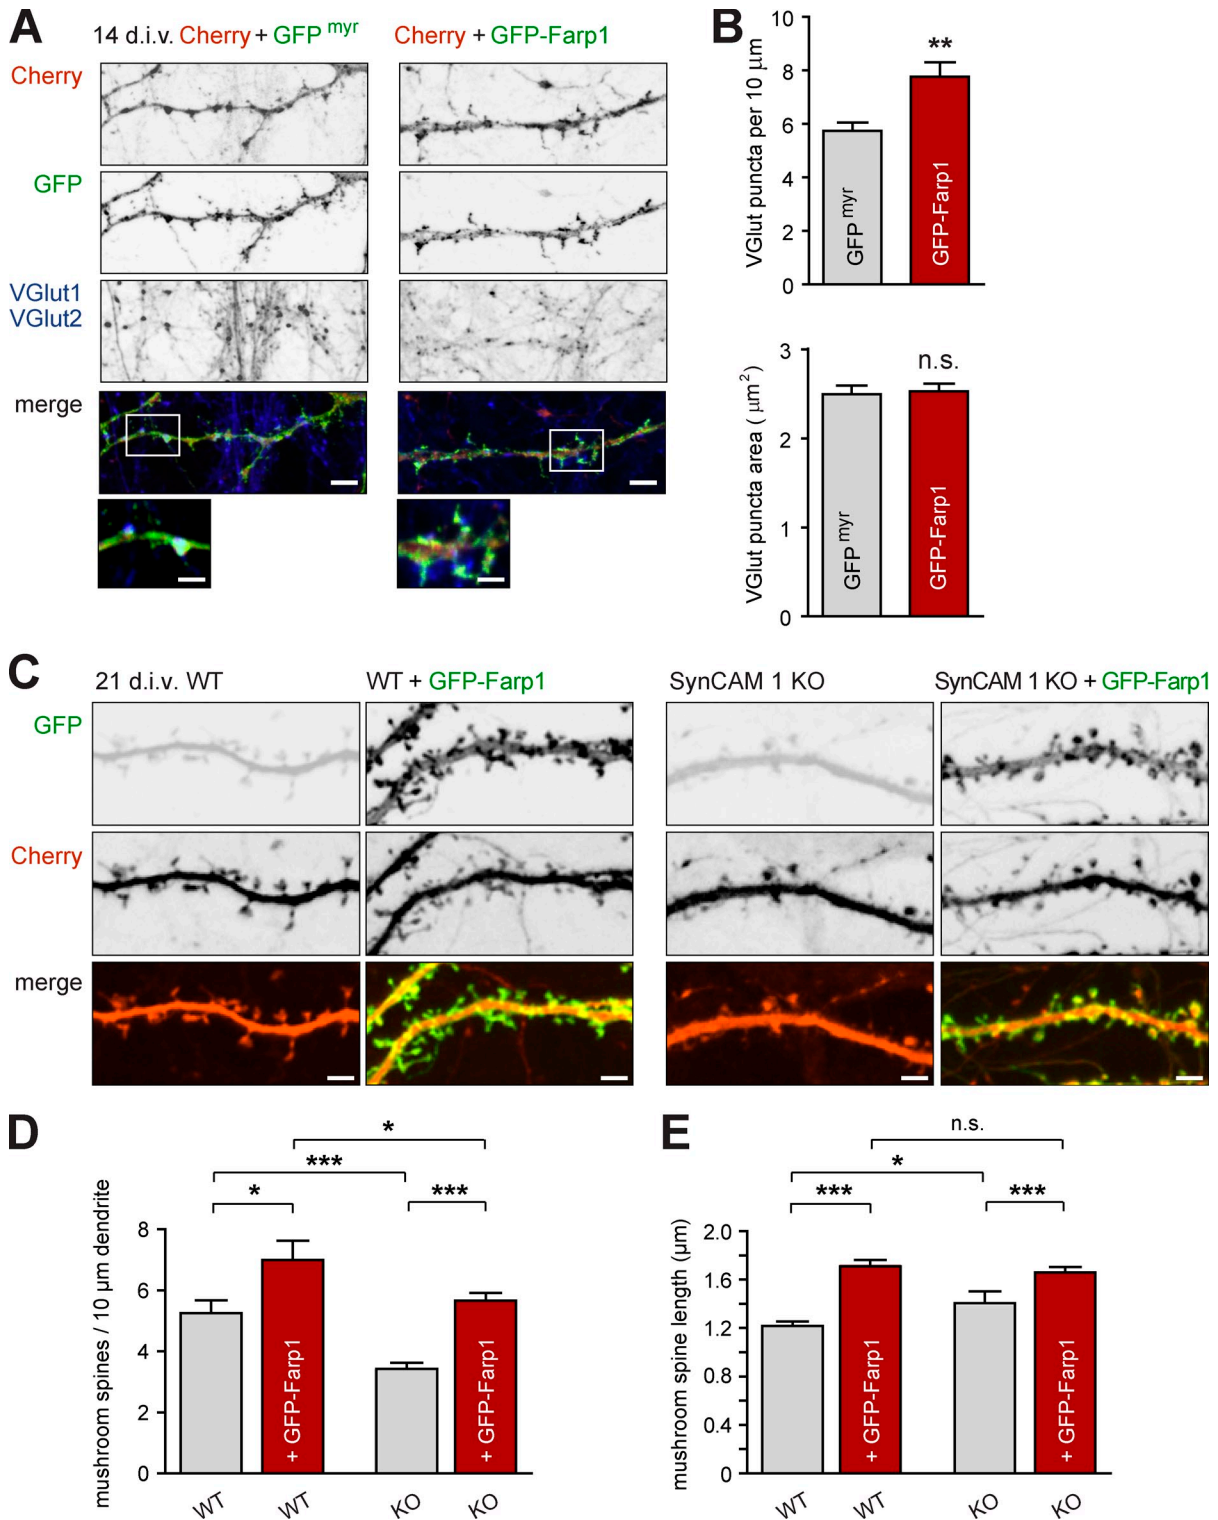 A
14 d.i.v. Cherry + GFP myr
Cherry + GFP-Farp1
Cherry
GFP
VGlut1
VGlut2
merge
B
VGlut puncta per 10 µm
10
8
6
4
2
0
**
GFP myr
GFP-Farp1
VGlut puncta area ( µm2)
3
2
1
0
n.s.
GFP myr
GFP-Farp1
C
21 d.i.v. WT
WT + GFP-Farp1
SynCAM 1 KO
SynCAM 1 KO + GFP-Farp1
GFP
Cherry
merge
D
mushroom spines / 10 µm dendrite
8
6
4
2
0
*
***
*
***
+ GFP-Farp1
+ GFP-Farp1
WT
WT
KO
KO
E
mushroom spine length (µm)
2.0
1.6
1.2
0.8
0.4
0
n.s.
*
***
***
+ GFP-Farp1
+ GFP-Farp1
WT
WT
KO
KO